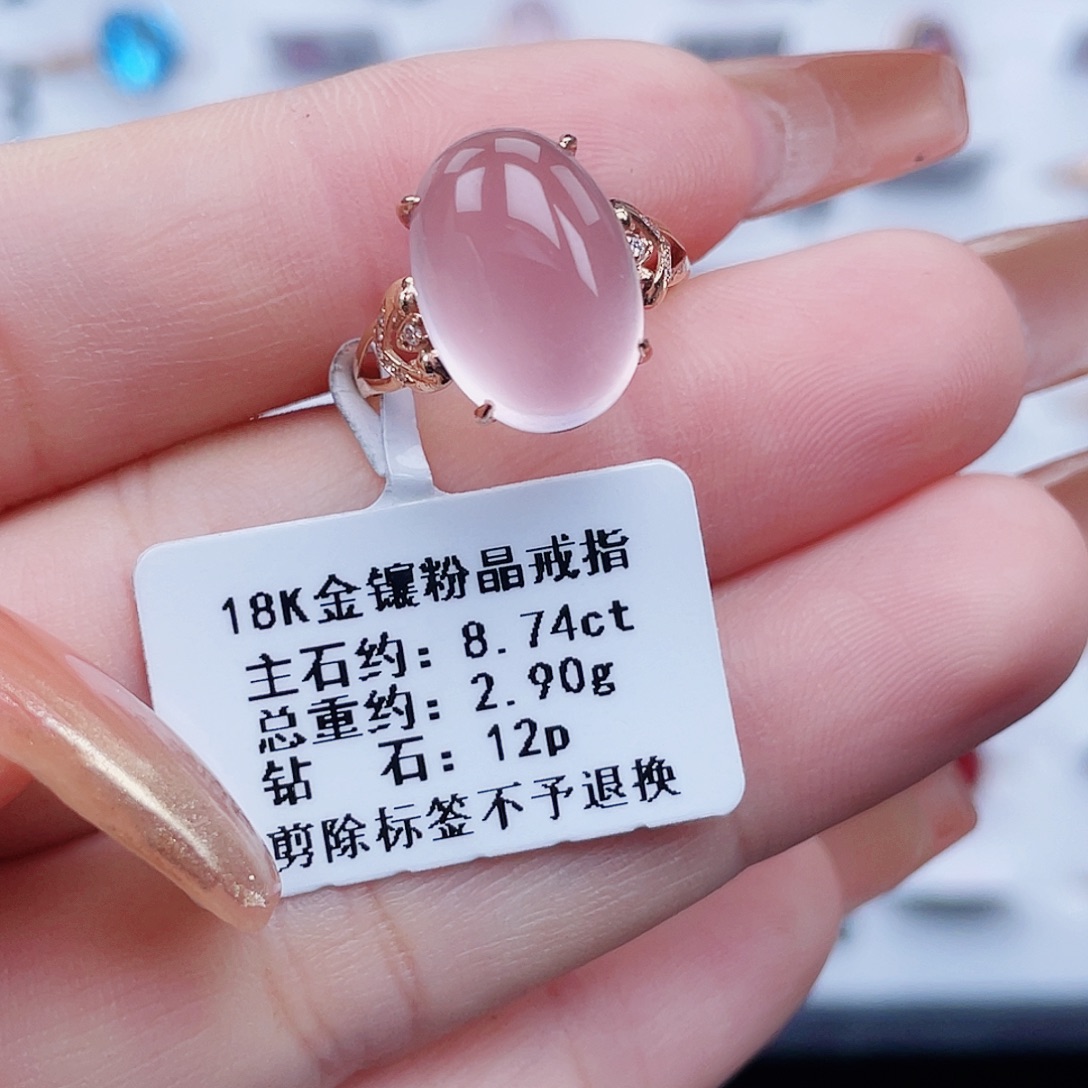 18K金镶粉晶戒指
主石约：8.74ct
总重约：2.90g
钻 石：12p
剪除标签不予退换